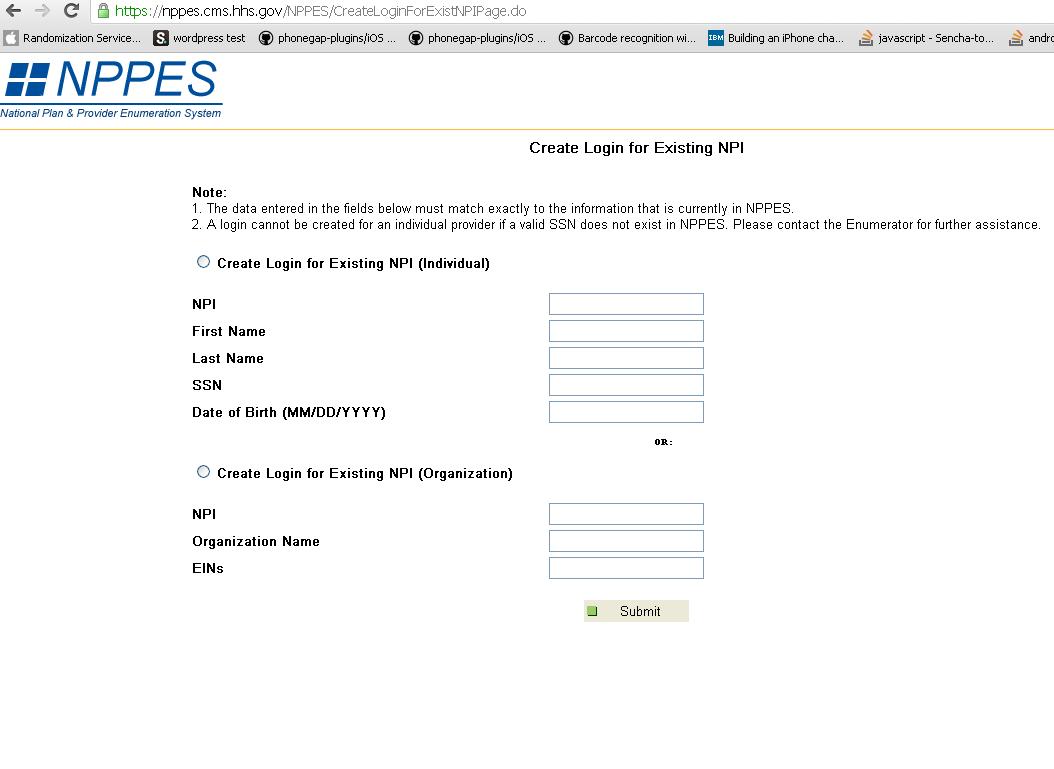 https://nppes.cms.hhs.gov/NPPES/CreateLoginForExistNPIPage.do
Randomization Service... wordpress test phonegap-plugins/iOS ... phonegap-plugins/iOS ... Barcode recognition wi... IBM Building an iPhone cha... javascript - Sencha-to... andro
NPPES
National Plan & Provider Enumeration System
Create Login for Existing NPI
Note:
1. The data entered in the fields below must match exactly to the information that is currently in NPPES.
2. A login cannot be created for an individual provider if a valid SSN does not exist in NPPES. Please contact the Enumerator for further assistance.
Create Login for Existing NPI (Individual)
NPI
First Name
Last Name
SSN
Date of Birth (MM/DD/YYYY)
OR:
Create Login for Existing NPI (Organization)
NPI
Organization Name
EINs
Submit